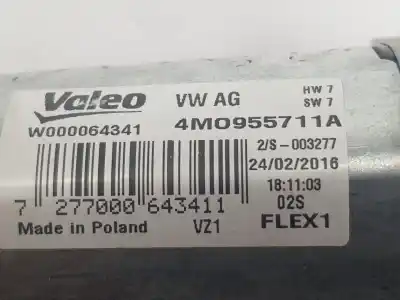 Valeo VW AG HW 7
SW 7
W000064341 4M0955711A
2/S - 003277
24/02/2016
18:11:03
7 277000 643411 02S
Made in Poland VZ1 FLEX1